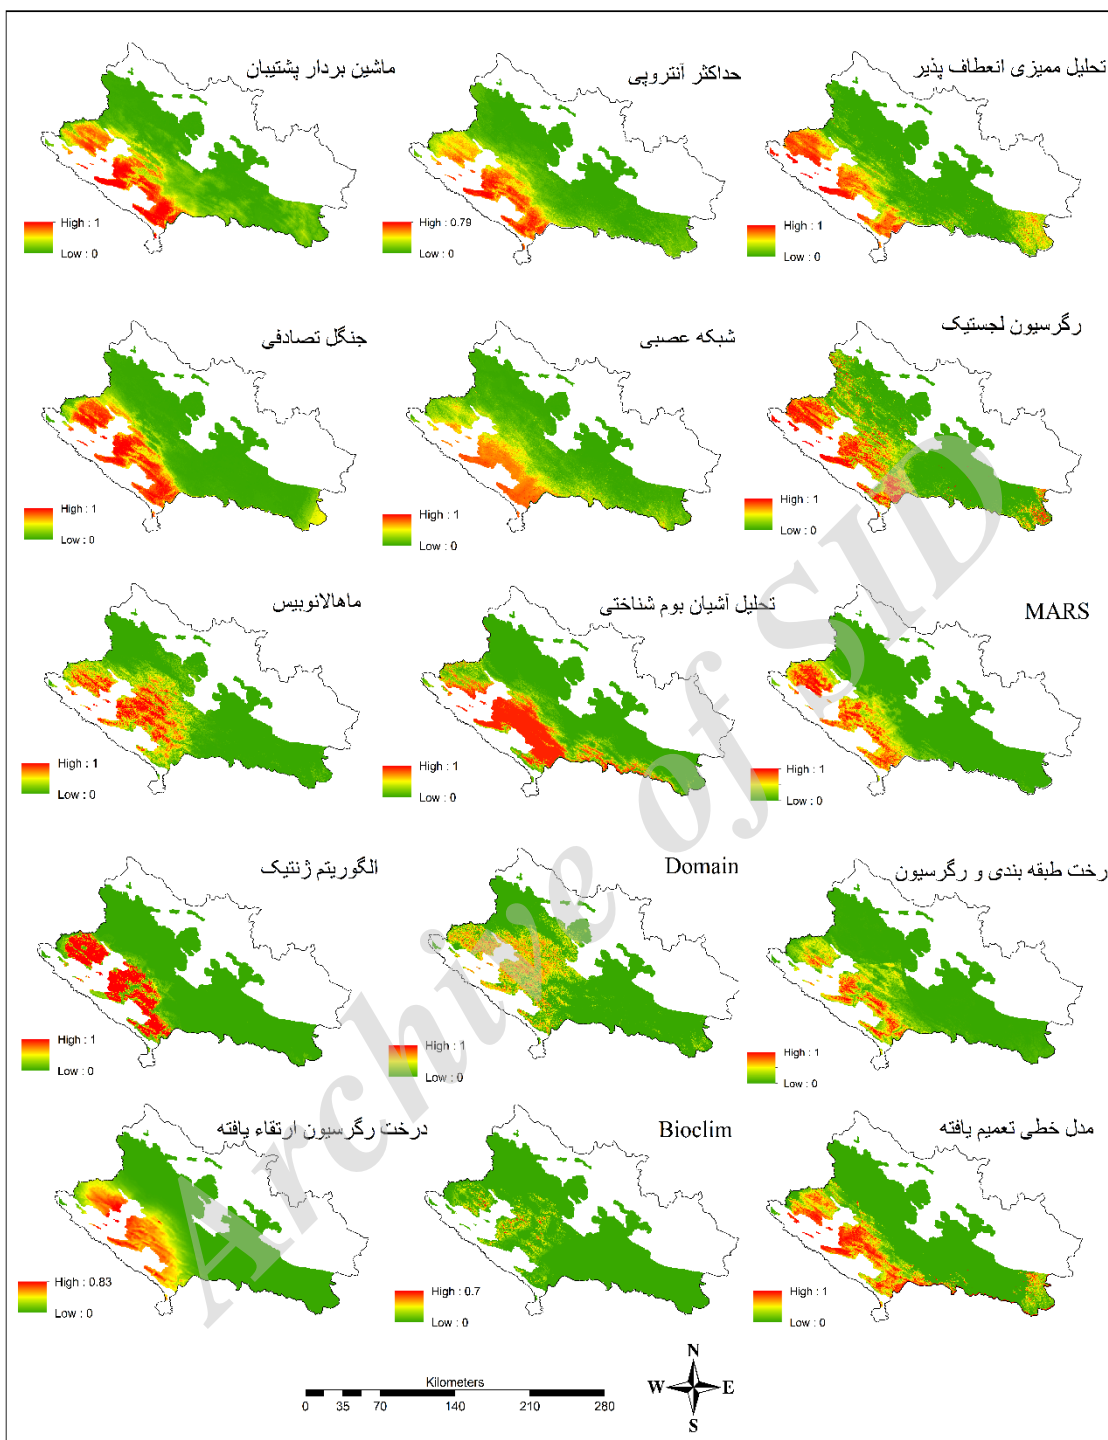 تحلیل ممیزی انعطاف پذیر
حداکثر آنتروپی
ماشین بردار پشتیبان
High : 1
Low : 0
High : 0.79
Low : 0
High : 1
Low : 0
رگرسیون لجستیک
شبکه عصبی
جنگل تصادفی
High : 1
Low : 0
High : 1
Low : 0
High : 1
Low : 0
MARS
تحلیل آشیان بوم شناختی
ماهالانوبیس
High : 1
Low : 0
High : 1
Low : 0
High : 1
Low : 0
رخت طبقه بندی و رگرسیون
Domain
الگوریتم ژنتیک
High : 1
Low : 0
High : 1
Low : 0
High : 1
Low : 0
مدل خطی تعمیم یافته
Bioclim
درخت رگرسیون ارتقاء یافته
High : 0.83
Low : 0
High : 0.7
Low : 0
High : 1
Low : 0
Kilometers
0 35 70 140 210 280
N
W E
S
Archive of SID